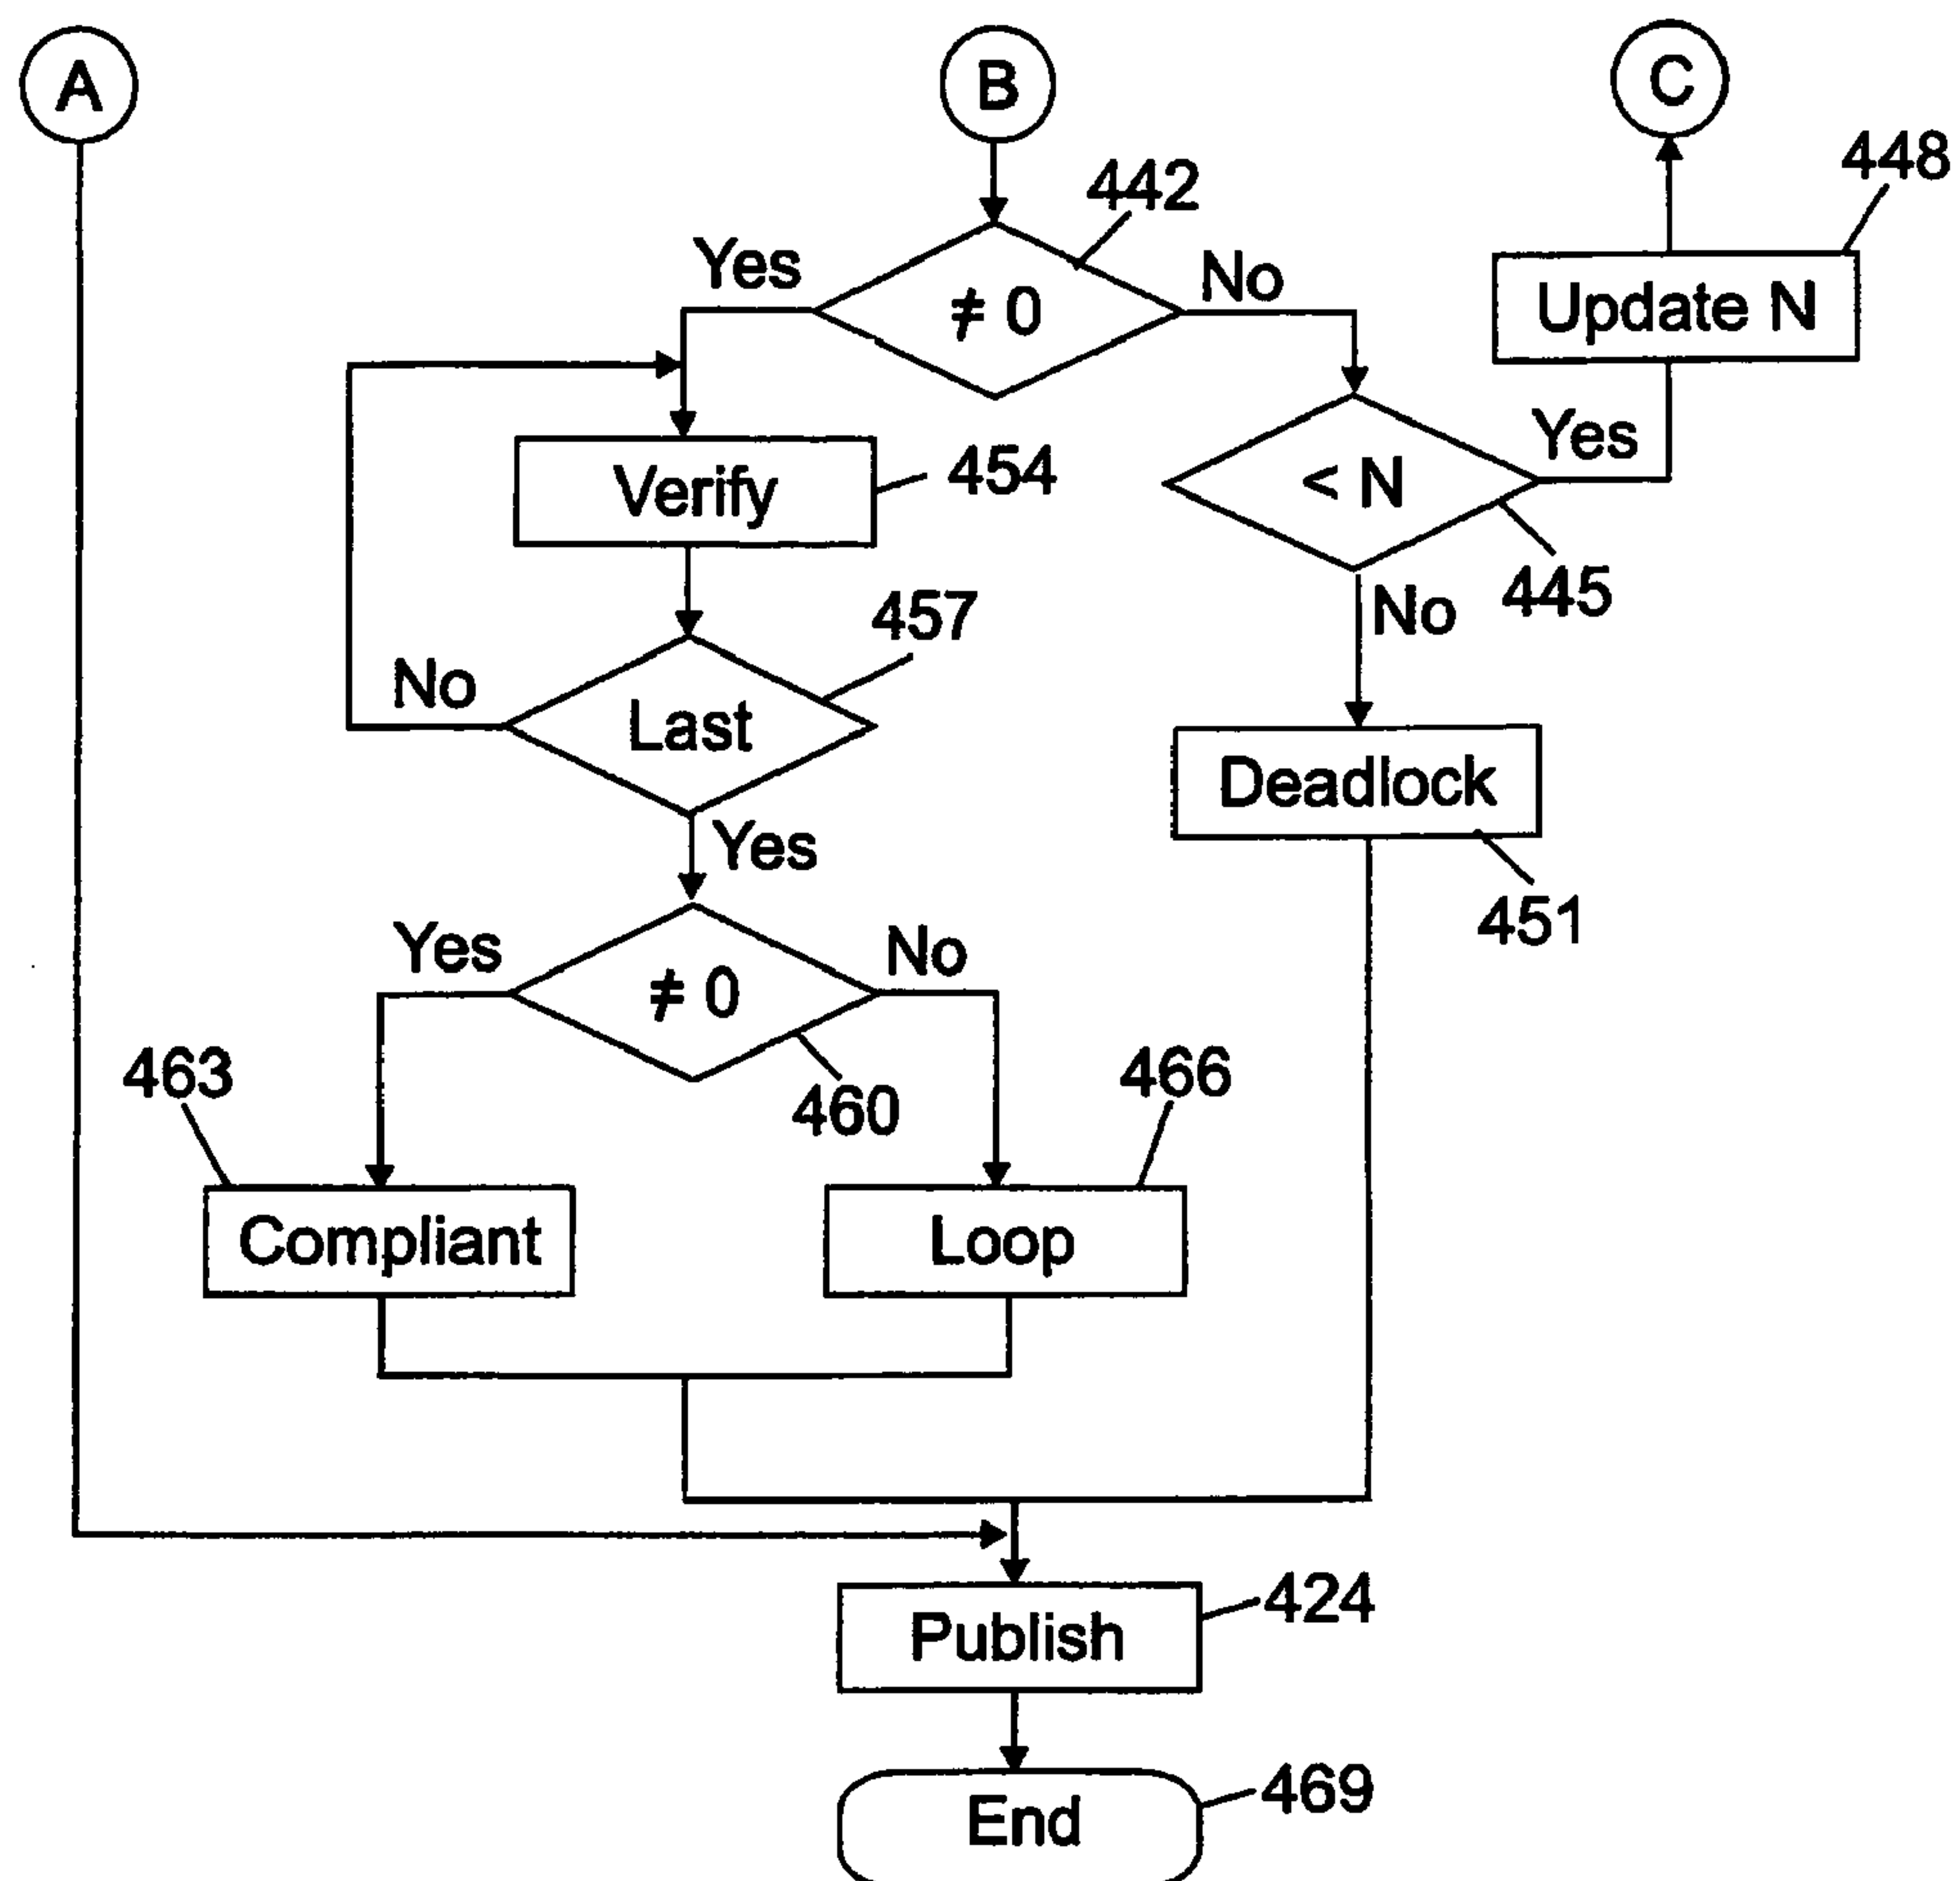 A
B
C
448
442
Yes
≠ 0
No
Update N
Verify
454
Yes
< N
445
457
No
No
Last
Deadlock
Yes
451
Yes
No
≠ 0
463
460
466
Compliant
Loop
Publish
424
End
469